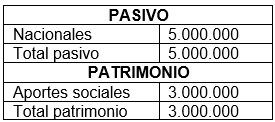 PASIVO
Nacionales 5.000.000
Total pasivo 5.000.000
PATRIMONIO
Aportes sociales 3.000.000
Total patrimonio 3.000.000